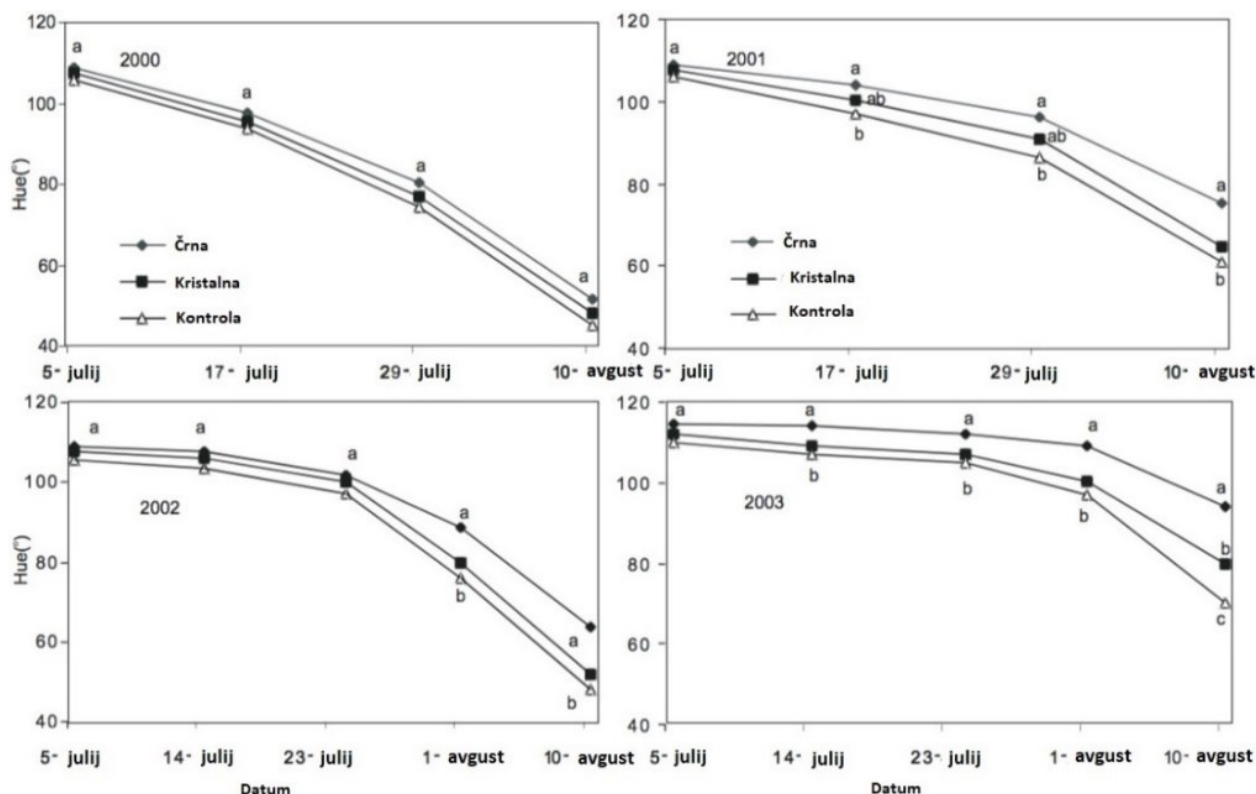 120
100
80
60
40
Hue(°)
2000
a
a
a
a
Črna
Kristalna
Kontrola
5- julij
17- julij
29- julij
10- avgust
120
100
80
60
40
2001
a
a
ab
b
a
ab
b
a
b
Črna
Kristalna
Kontrola
5- julij
17- julij
29- julij
10- avgust
120
100
80
60
40
Hue(°)
2002
a
a
a
a
b
a
b
5- julij
14- julij
23- julij
1- avgust
10- avgust
Datum
120
100
80
60
40
2003
a
a
b
a
b
a
b
a
b
c
5- julij
14- julij
23- julij
1- avgust
10- avgust
Datum